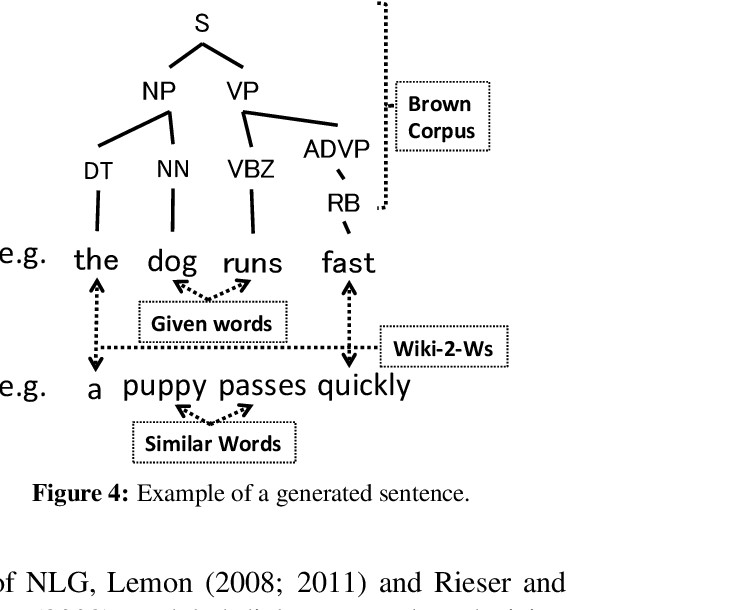 S
NP VP
Brown
Corpus
ADVP
DT NN VBZ
RB
e.g. the dog runs fast
Given words
Wiki-2-Ws
e.g. a puppy passes quickly
Similar Words
Figure 4: Example of a generated sentence.
of NLG, Lemon (2008; 2011) and Rieser and